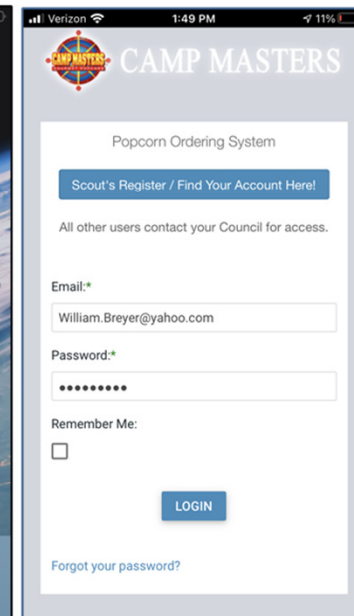 Verizon 1:49 PM 11%
CAMP MASTERS CAMP MASTERS
Popcorn Ordering System
Scout's Register / Find Your Account Here!
All other users contact your Council for access.
Email:*
William.Breyer@yahoo.com
Password:*
•••••••••
Remember Me:
LOGIN
Forgot your password?